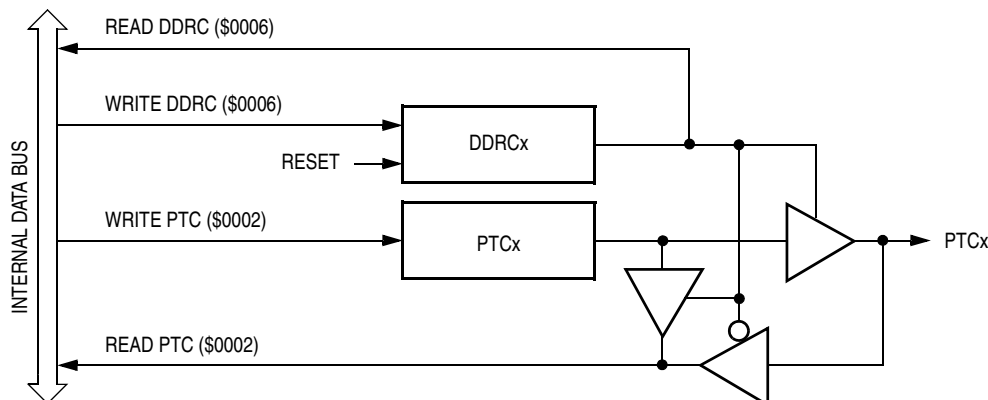 READ DDRC ($0006)
WRITE DDRC ($0006)
DDRCx
RESET
INTERNAL DATA BUS
WRITE PTC ($0002)
PTCx
PTCx
READ PTC ($0002)